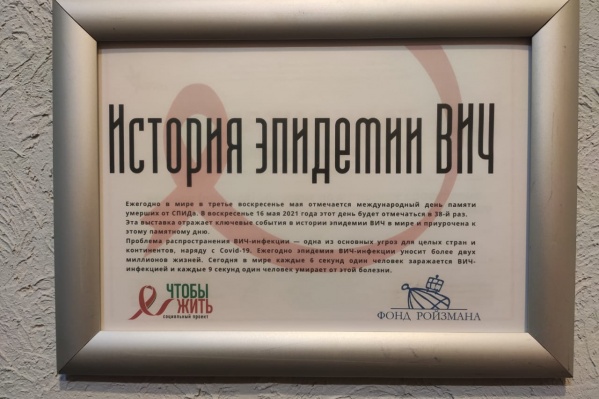 История эпидемии ВИЧ
Ежегодно в мире в третье воскресенье мая отмечается международный день памяти
умерших от СПИДа. В воскресенье 16 мая 2021 года этот день будет отмечаться в 38-й раз.
Эта выставка отражает ключевые события в истории эпидемии ВИЧ в мире и приурочена к
этому памятному дню.
Проблема распространения ВИЧ-инфекции — одна из основных угроз для целых стран и
континентов, наряду с Covid-19. Ежегодно эпидемия ВИЧ-инфекции уносит более двух
миллионов жизней. Сегодня в мире каждые 6 секунд один человек заражается ВИЧ-
инфекцией и каждые 9 секунд один человек умирает от этой болезни.
ЧТОБЫ
ЖИТЬ
социальный проект
ФОНД РОЙЗМАНА